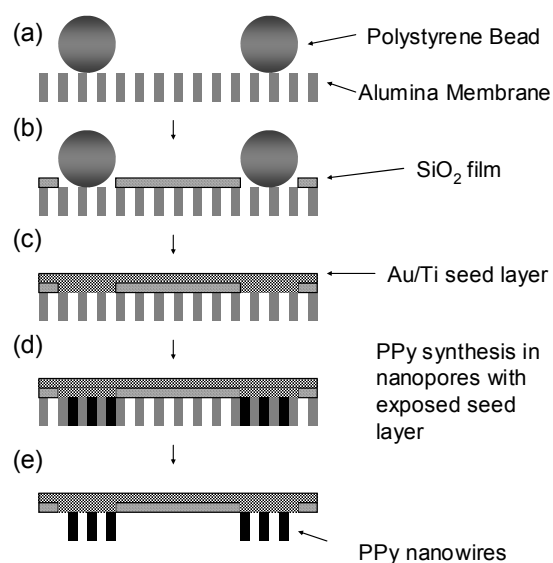 (a)
Polystyrene Bead
Alumina Membrane
(b)
SiO₂ film
(c)
Au/Ti seed layer
(d)
PPy synthesis in
nanopores with
exposed seed
layer
(e)
PPy nanowires